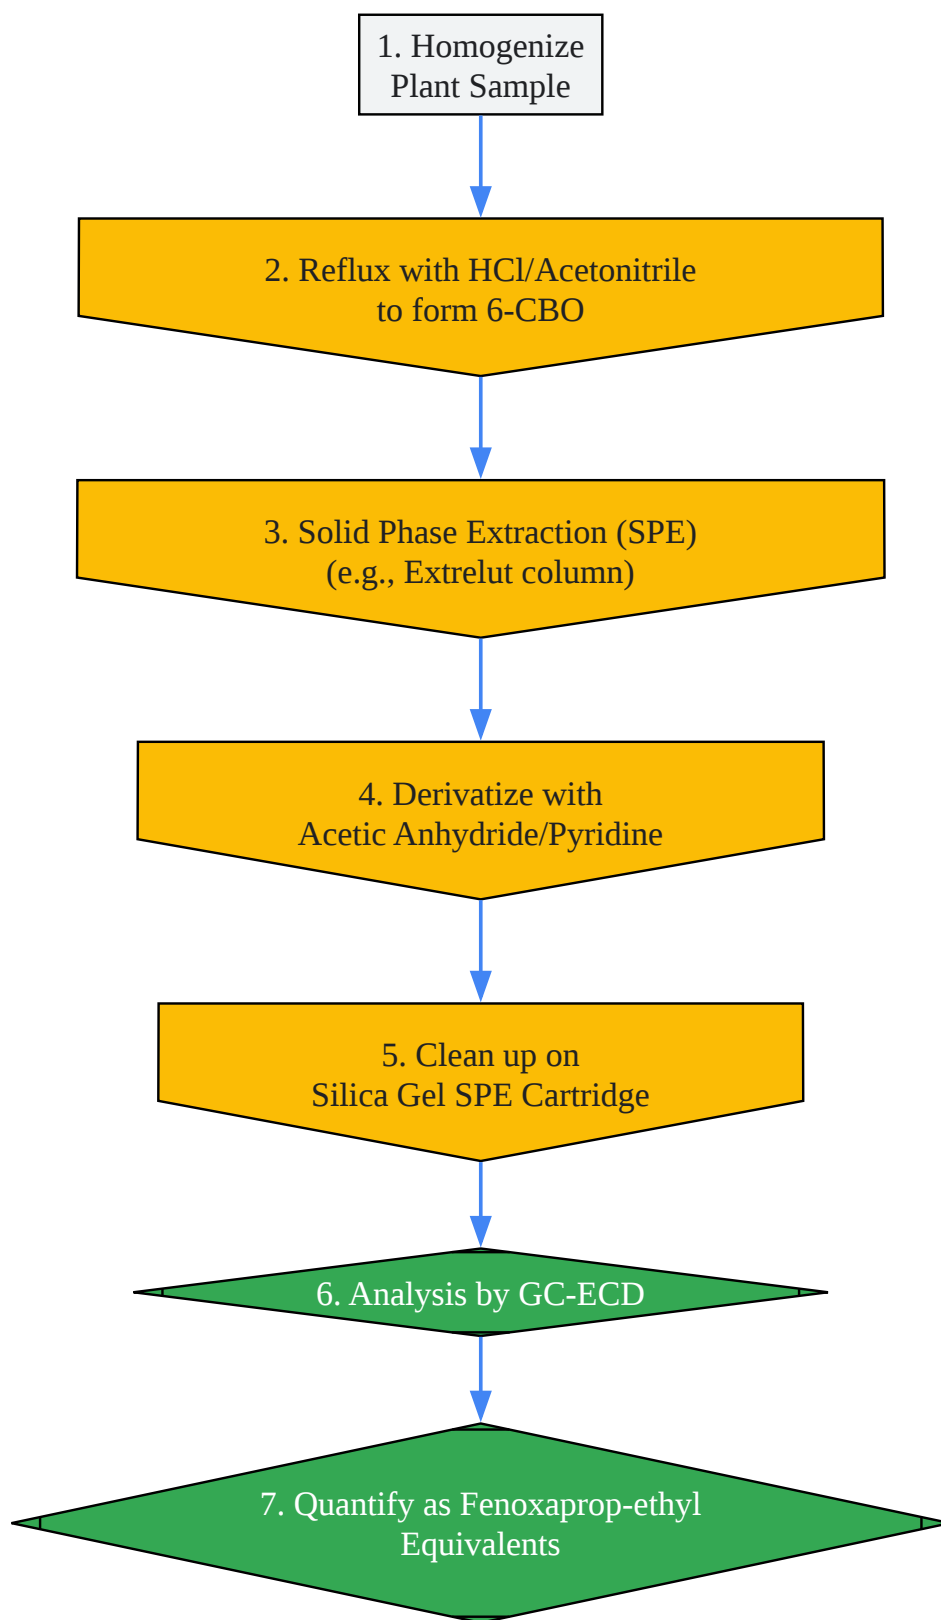 1. Homogenize
Plant Sample
2. Reflux with HCl/Acetonitrile
to form 6-CBO
3. Solid Phase Extraction (SPE)
(e.g., Extrelut column)
4. Derivatize with
Acetic Anhydride/Pyridine
5. Clean up on
Silica Gel SPE Cartridge
6. Analysis by GC-ECD
7. Quantify as Fenoxaprop-ethyl
Equivalents